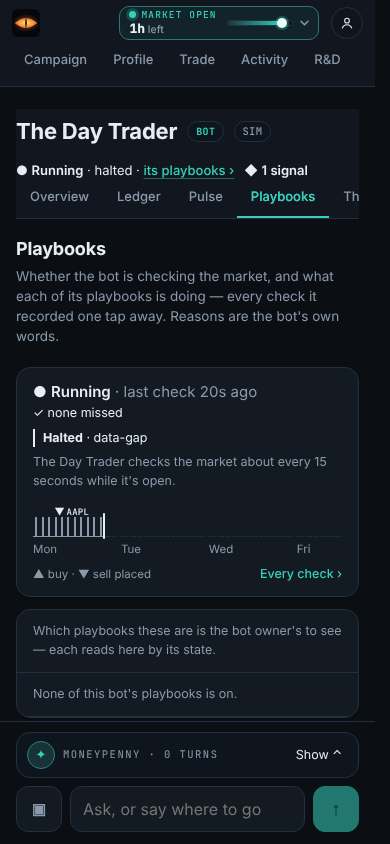 MARKET OPEN
1h left
Campaign Profile Trade Activity R&D
The Day Trader BOT SIM
Running · halted · its playbooks › ◆ 1 signal
Overview Ledger Pulse Playbooks Th
Playbooks
Whether the bot is checking the market, and what
each of its playbooks is doing — every check it
recorded one tap away. Reasons are the bot's own
words.
Running · last check 20s ago
✓ none missed
Halted · data-gap
The Day Trader checks the market about every 15
seconds while it's open.
▼ AAPL
Mon Tue Wed Fri
▲ buy · ▼ sell placed Every check ›
Which playbooks these are is the bot owner's to see
— each reads here by its state.
None of this bot's playbooks is on.
MONEYPENNY · 0 TURNS Show
Ask, or say where to go